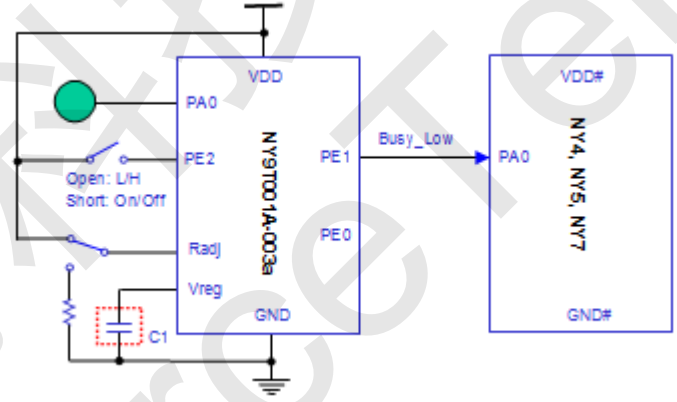 VDD
VDD#
PA0
NY9T001A-003a
Busy_Low
NY4, NY5, NY7
PE2
PE1
PA0
Open: L/H
Short: On/Off
PE0
Radj
Vreg
GND
GND#
C1